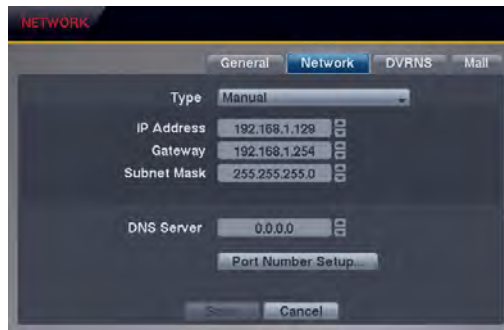 NETWORK
General Network DVRNS Mail
Type Manual
IP Address 192.168.1.129
Gateway 192.168.1.254
Subnet Mask 255.255.255.0
DNS Server 0.0.0.0
Port Number Setup...
Cancel